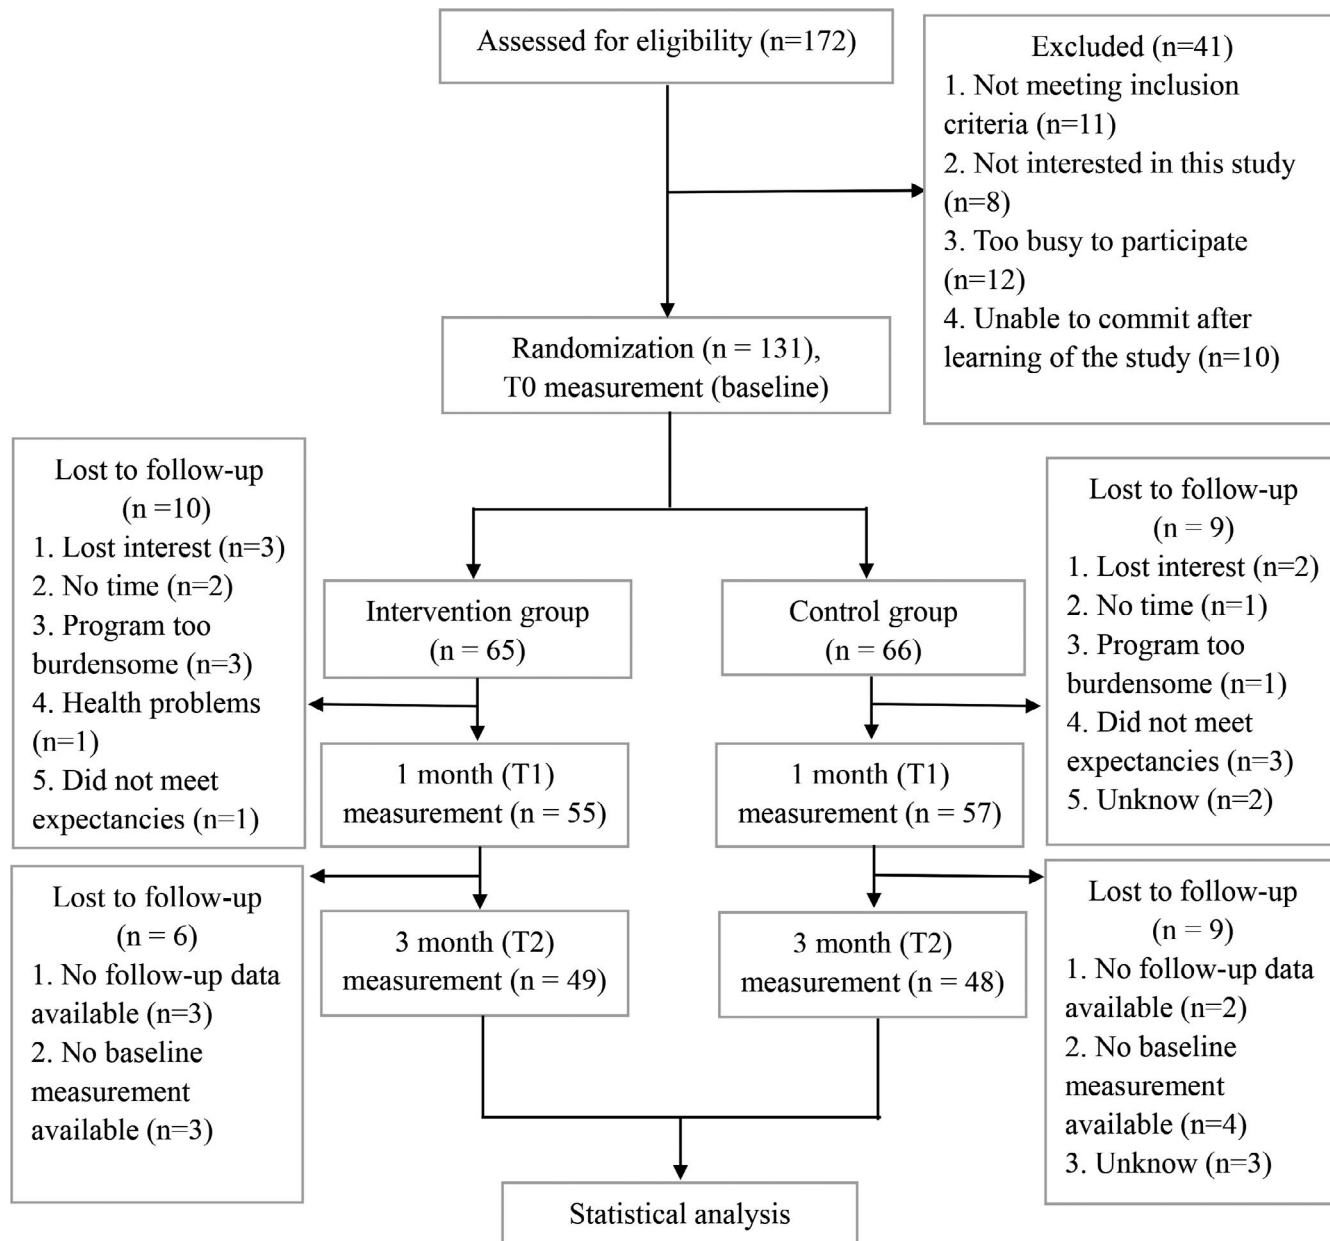 Assessed for eligibility (n=172)
Excluded (n=41)
1. Not meeting inclusion
criteria (n=11)
2. Not interested in this study
(n=8)
3. Too busy to participate
(n=12)
4. Unable to commit after
learning of the study (n=10)
Randomization (n = 131),
T0 measurement (baseline)
Lost to follow-up
(n =10)
1. Lost interest (n=3)
2. No time (n=2)
3. Program too
burdensome (n=3)
4. Health problems
(n=1)
5. Did not meet
expectancies (n=1)
Intervention group
(n = 65)
Control group
(n = 66)
Lost to follow-up
(n = 9)
1. Lost interest (n=2)
2. No time (n=1)
3. Program too
burdensome (n=1)
4. Did not meet
expectancies (n=3)
5. Unknow (n=2)
1 month (T1)
measurement (n = 55)
1 month (T1)
measurement (n = 57)
Lost to follow-up
(n = 6)
1. No follow-up data
available (n=3)
2. No baseline
measurement
available (n=3)
3 month (T2)
measurement (n = 49)
3 month (T2)
measurement (n = 48)
Lost to follow-up
(n = 9)
1. No follow-up data
available (n=2)
2. No baseline
measurement
available (n=4)
3. Unknow (n=3)
Statistical analysis